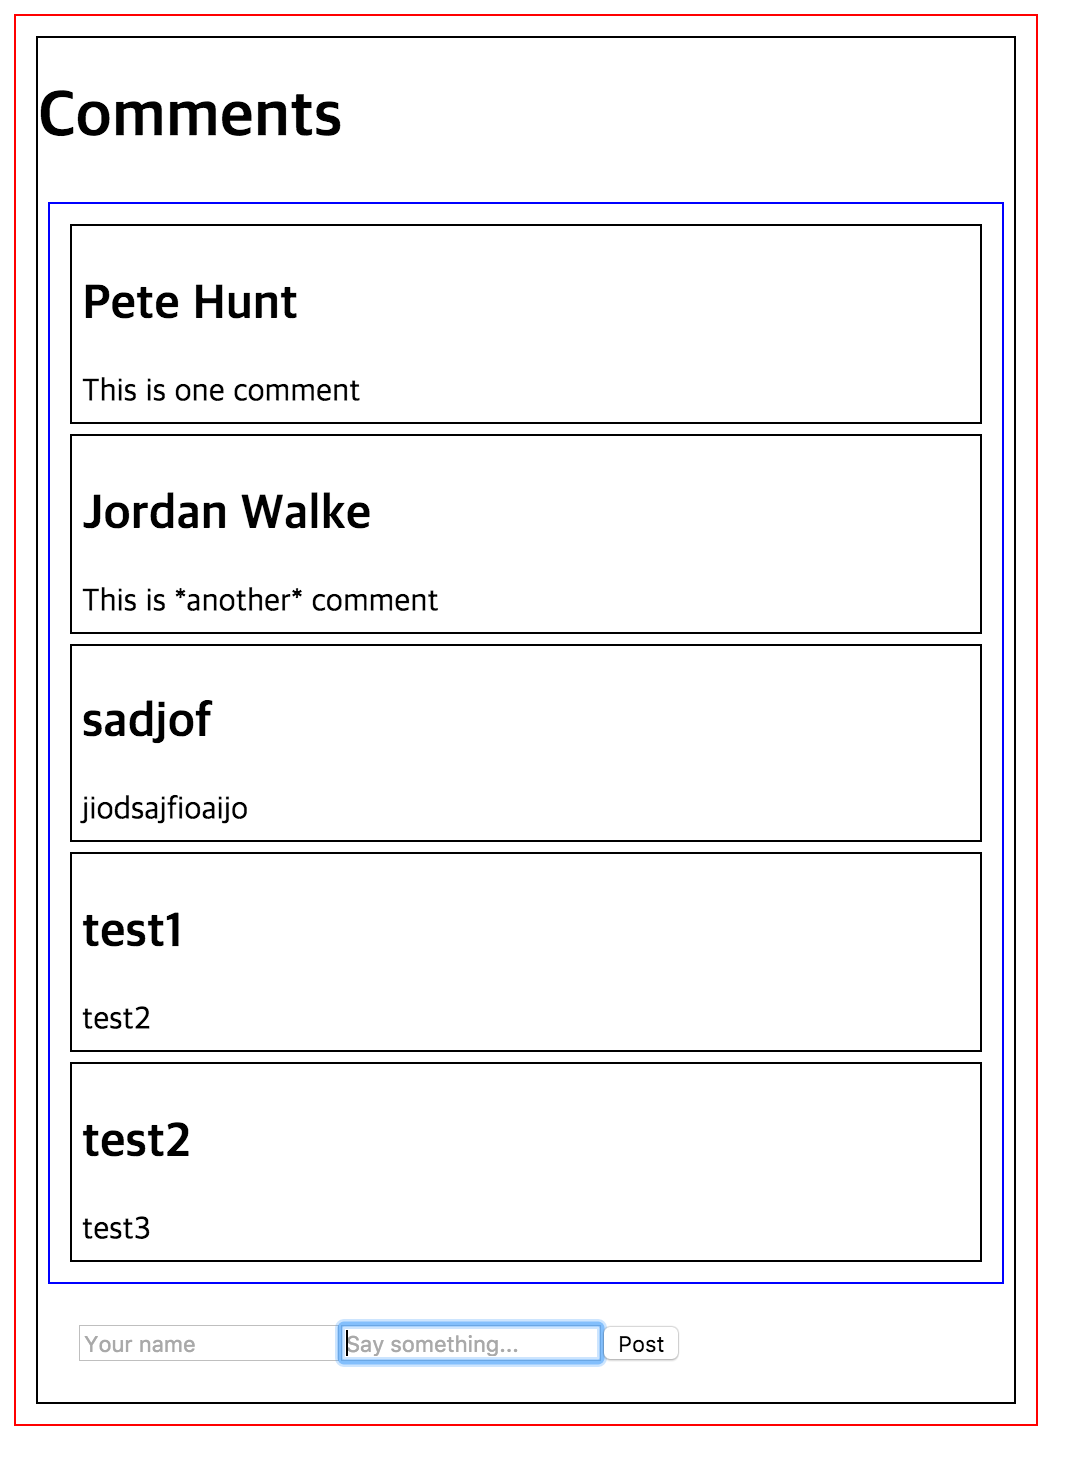 Comments
Pete Hunt
This is one comment
Jordan Walke
This is *another* comment
sadjof
jiodsajfioaijo
test1
test2
test2
test3
Your name Say something... Post